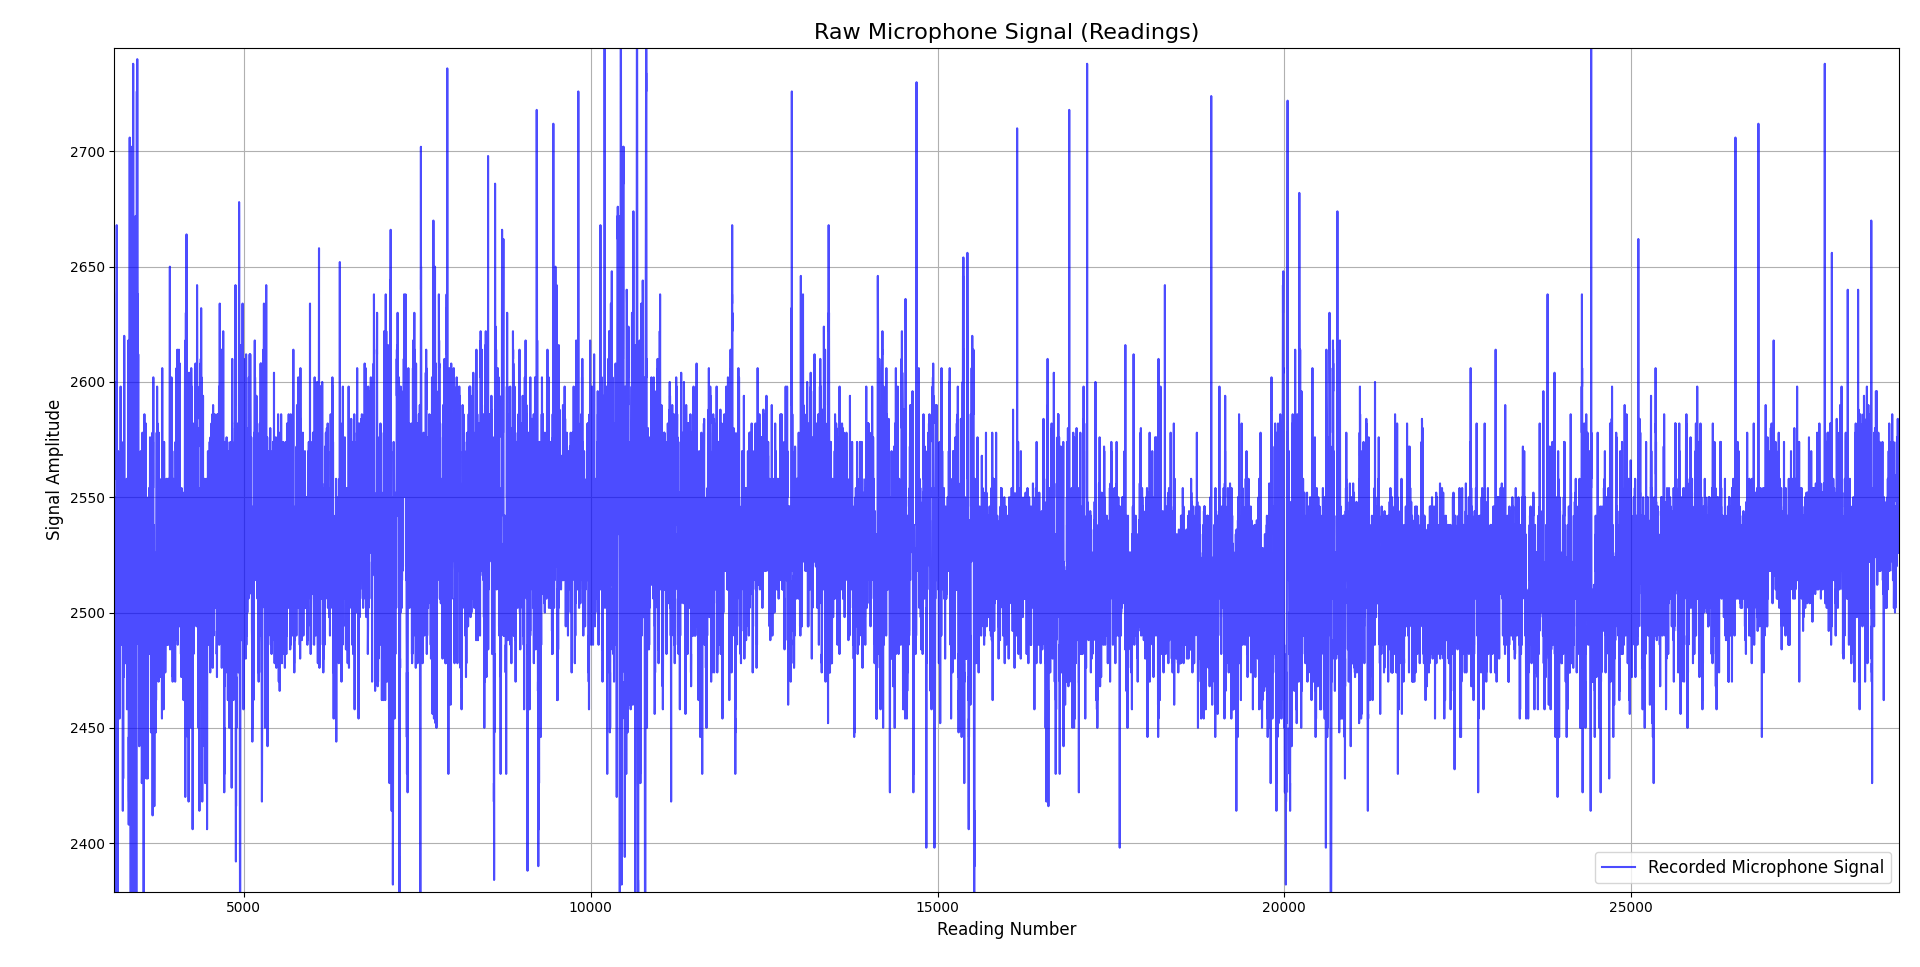 Raw Microphone Signal (Readings)
Signal Amplitude
2700
2650
2600
2550
2500
2450
2400
Recorded Microphone Signal
5000 10000 15000 20000 25000
Reading Number